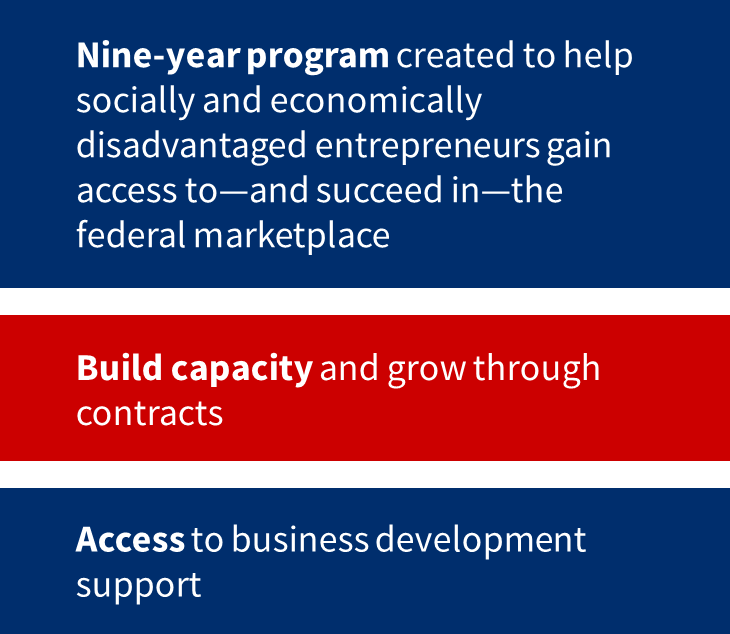 Nine-year program created to help
socially and economically
disadvantaged entrepreneurs gain
access to—and succeed in—the
federal marketplace
Build capacity and grow through
contracts
Access to business development
support